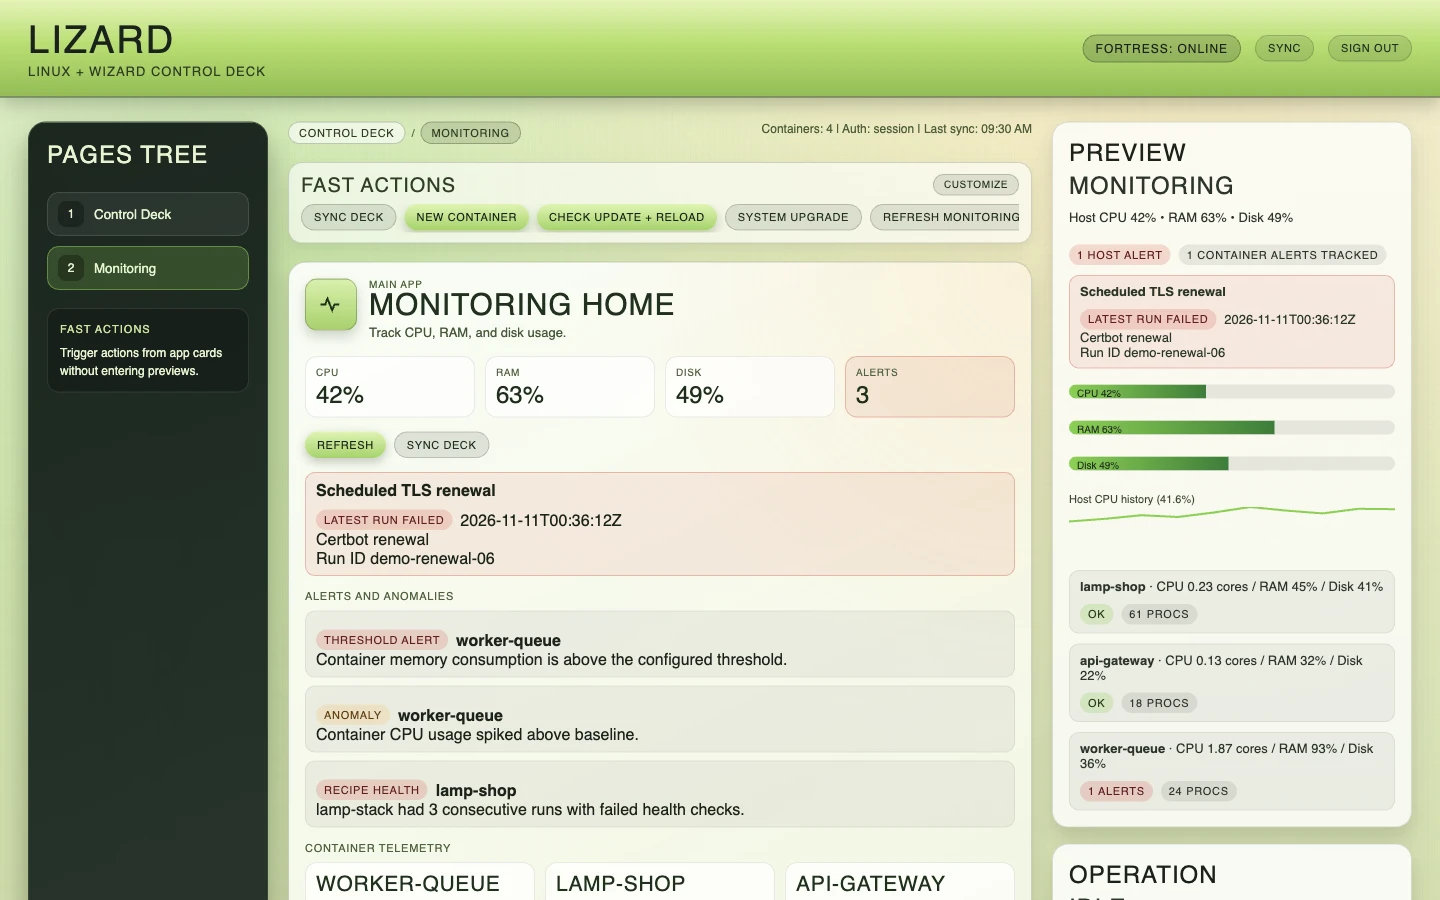 LIZARD
LINUX + WIZARD CONTROL DECK
FORTRESS: ONLINE
SYNC
SIGN OUT
PAGES TREE
1 Control Deck
2 Monitoring
FAST ACTIONS
Trigger actions from app cards
without entering previews.
CONTROL DECK / MONITORING
Containers: 4 | Auth: session | Last sync: 09:30 AM
FAST ACTIONS
CUSTOMIZE
SYNC DECK
NEW CONTAINER
CHECK UPDATE + RELOAD
SYSTEM UPGRADE
REFRESH MONITORING
MAIN APP
MONITORING HOME
Track CPU, RAM, and disk usage.
CPU
42%
RAM
63%
DISK
49%
ALERTS
3
REFRESH
SYNC DECK
Scheduled TLS renewal
LATEST RUN FAILED 2026-11-11T00:36:12Z
Certbot renewal
Run ID demo-renewal-06
ALERTS AND ANOMALIES
THRESHOLD ALERT worker-queue
Container memory consumption is above the configured threshold.
ANOMALY worker-queue
Container CPU usage spiked above baseline.
RECIPE HEALTH lamp-shop
lamp-stack had 3 consecutive runs with failed health checks.
CONTAINER TELEMETRY
WORKER-QUEUE
LAMP-SHOP
API-GATEWAY
PREVIEW
MONITORING
Host CPU 42% • RAM 63% • Disk 49%
1 HOST ALERT
1 CONTAINER ALERTS TRACKED
Scheduled TLS renewal
LATEST RUN FAILED 2026-11-11T00:36:12Z
Certbot renewal
Run ID demo-renewal-06
CPU 42%
RAM 63%
Disk 49%
Host CPU history (41.6%)
lamp-shop · CPU 0.23 cores / RAM 45% / Disk 41%
OK
61 PROCS
api-gateway · CPU 0.13 cores / RAM 32% / Disk
22%
OK
18 PROCS
worker-queue · CPU 1.87 cores / RAM 93% / Disk
36%
1 ALERTS
24 PROCS
OPERATION